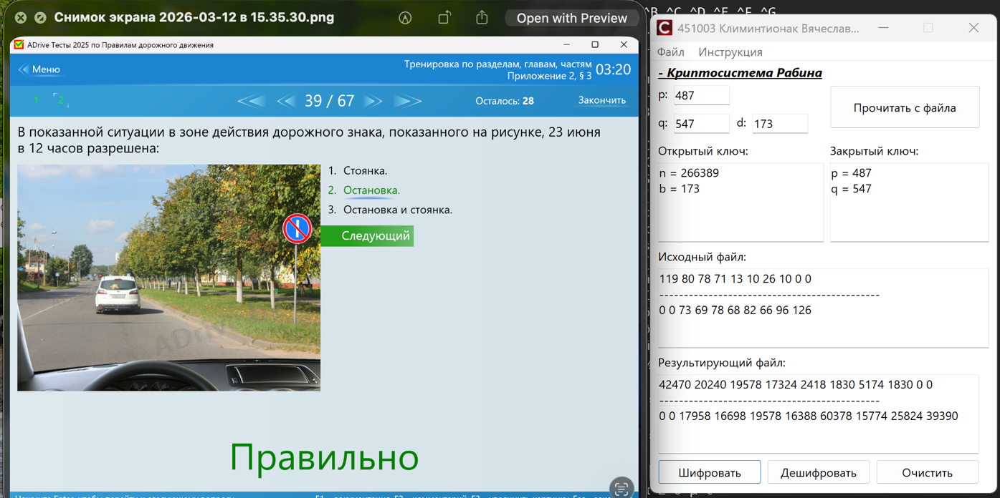 Снимок экрана 2026-03-12 в 15.35.30.png
Open with Preview
ADrive Тесты 2025 по Правилам дорожного движения
Меню
Тренировка по разделам, главам, частям
Приложение 2, § 3
03:20
1 2
39 / 67
Осталось: 28
Закончить
В показанной ситуации в зоне действия дорожного знака, показанного на рисунке, 23 июня
в 12 часов разрешена:
1. Стоянка.
2. Остановка.
3. Остановка и стоянка.
Следующий
ADriv
Правильно
^B ^C ^D ^E ^F ^G
451003 Климинтионак Вячеслав...
Файл Инструкция
- Криптосистема Рабина
p: 487
q: 547 d: 173
Прочитать с файла
Открытый ключ:
n = 266389
b = 173
Закрытый ключ:
p = 487
q = 547
Исходный файл:
119 80 78 71 13 10 26 10 0 0
--------------------------------------------
0 0 73 69 78 68 82 66 96 126
Результирующий файл:
42470 20240 19578 17324 2418 1830 5174 1830 0 0
--------------------------------------------
0 0 17958 16698 19578 16388 60378 15774 25824 39390
Шифровать Дешифровать Очистить